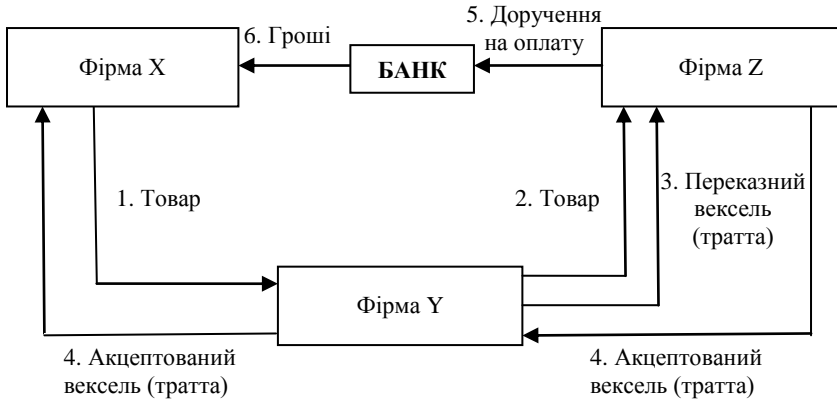 5. Доручення
на оплату
6. Гроші
Фірма X
БАНК
Фірма Z
1. Товар
2. Товар
3. Переказний
вексель
(тратта)
Фірма Y
4. Акцептований
вексель (тратта)
4. Акцептований
вексель (тратта)